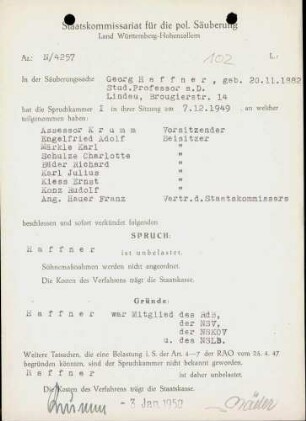 Staatskommissariat für die pol. Säuberung
Land Württemberg-Hohenzollern
Az: N/4257 102 L:
In der Säuberungssache Georg Haffner, geb. 20.11.1882
Stud.Professor a.D.
Lindau, Brougierstr. 14
hat die Spruchkammer I in ihrer Sitzung am 7.12.1949 an welcher
teilgenommen haben:
Assessor Krumm Vorsitzender
Engelfried Adolf Beisitzer
Märkle Karl "
Schulze Charlotte "
Büder Richard "
Karl Julius "
Kless Ernst "
Konz Rudolf "
Ang. Hauer Franz Vertr.d.Staatskommissars
beschlossen und sofort verkündet folgenden
SPRUCH:
Haffner
ist unbelastet.
Sühnemaßnahmen werden nicht angeordnet.
Die Kosten des Verfahrens trägt die Staatskasse.
Gründe:
Haffner war Mitglied des RdB,
der NSV,
der NSKOV
u. des NSLB.
Weitere Tatsachen, die eine Belastung i. S. der Art. 4-7 der RAO. vom 28. 4. 47
begründen können, sind der Spruchkammer nicht bekannt geworden.
Haffner ist daher unbelastet.
Die Kosten des Verfahrens trägt die Staatskasse.
Krumm - 3. Jan. 1950